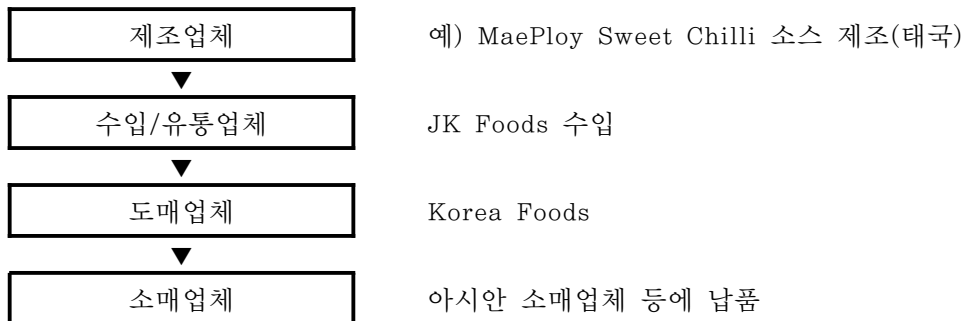 제조업체 예) MaePloy Sweet Chilli 소스 제조(태국)
▼
수입/유통업체 JK Foods 수입
▼
도매업체 Korea Foods
▼
소매업체 아시안 소매업체 등에 납품